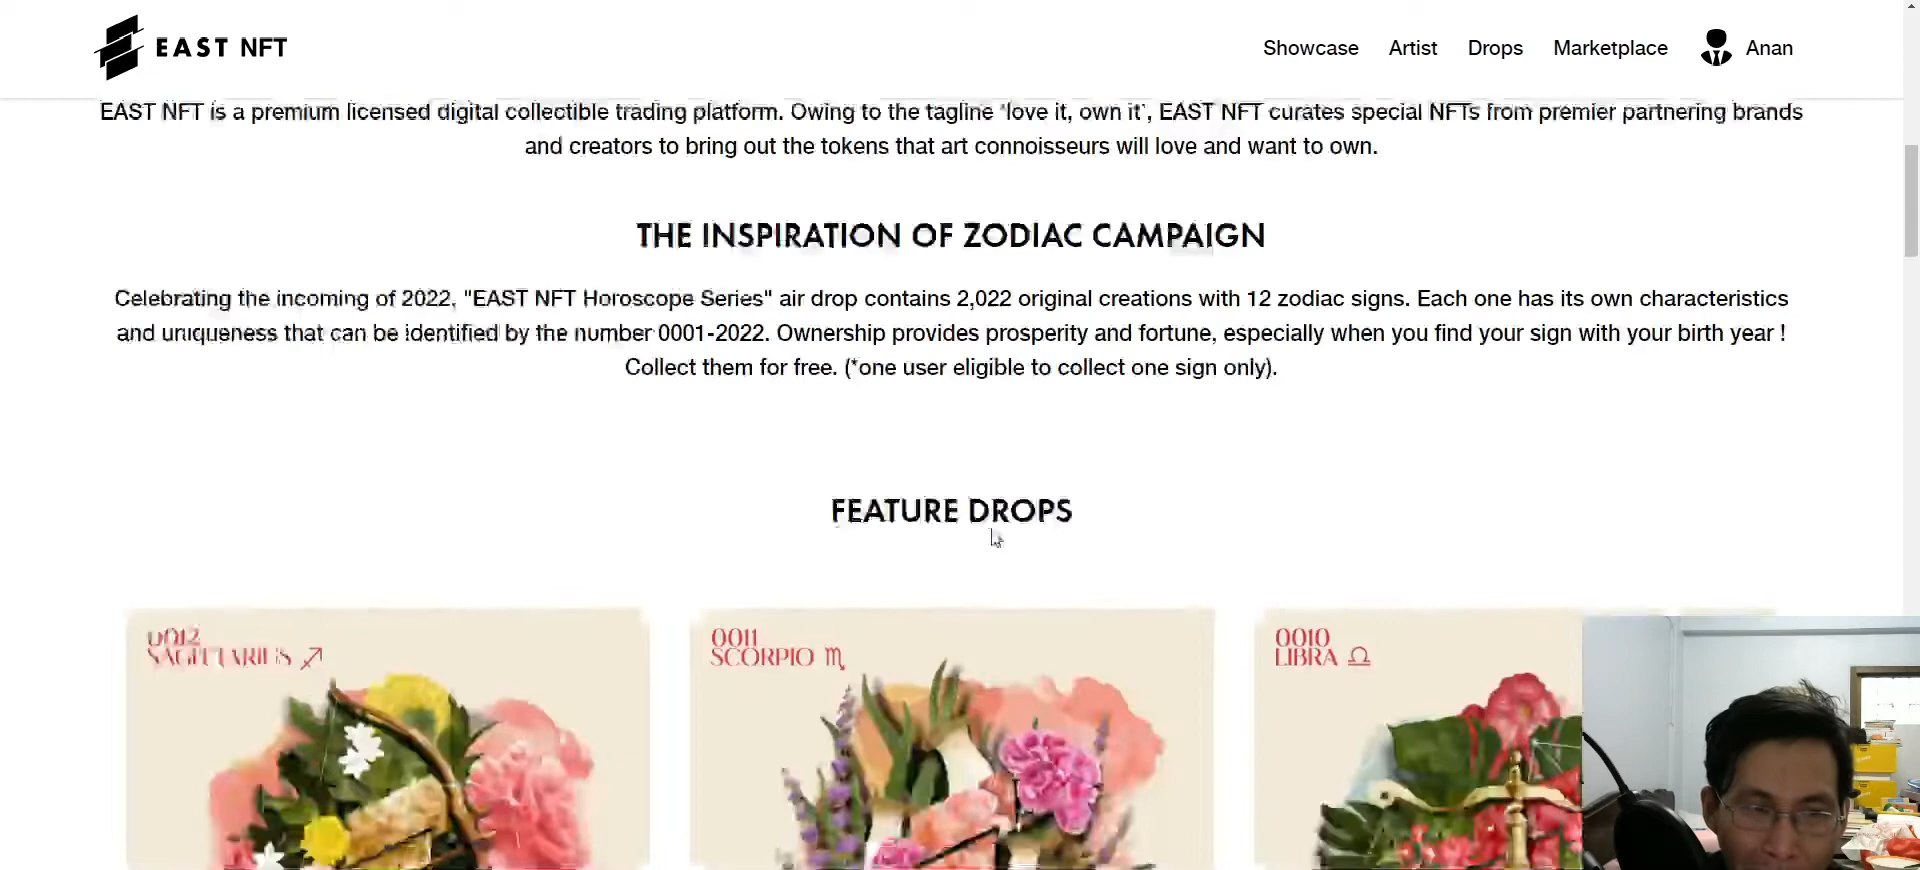 EAST NFT
Showcase Artist Drops Marketplace Anan
EAST NFT is a premium licensed digital collectible trading platform. Owing to the tagline 'love it, own it', EAST NFT curates special NFTs from premier partnering brands
and creators to bring out the tokens that art connoisseurs will love and want to own.
THE INSPIRATION OF ZODIAC CAMPAIGN
Celebrating the incoming of 2022, "EAST NFT Horoscope Series" air drop contains 2,022 original creations with 12 zodiac signs. Each one has its own characteristics
and uniqueness that can be identified by the number 0001-2022. Ownership provides prosperity and fortune, especially when you find your sign with your birth year !
Collect them for free. (*one user eligible to collect one sign only).
FEATURE DROPS
0012
SAGITTARIUS
0011
SCORPIO
0010
LIBRA